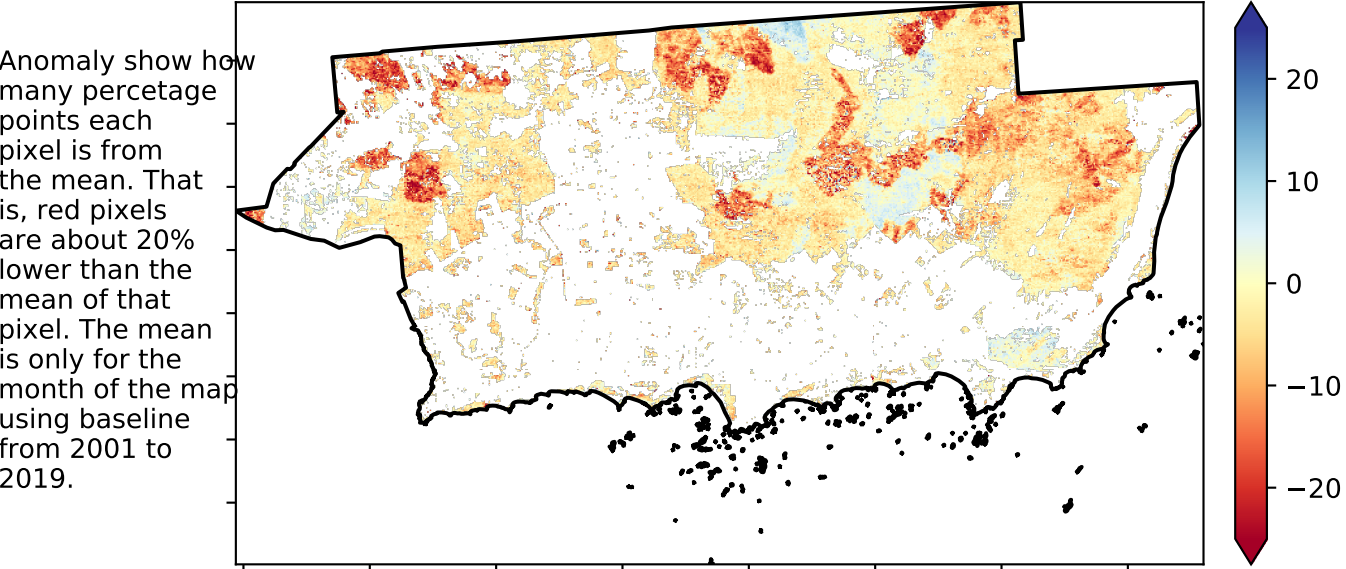 Anomaly show how
many percetage
points each
pixel is from
the mean. That
is, red pixels
are about 20%
lower than the
mean of that
pixel. The mean
is only for the
month of the map
using baseline
from 2001 to
2019.
20
10
0
−10
−20